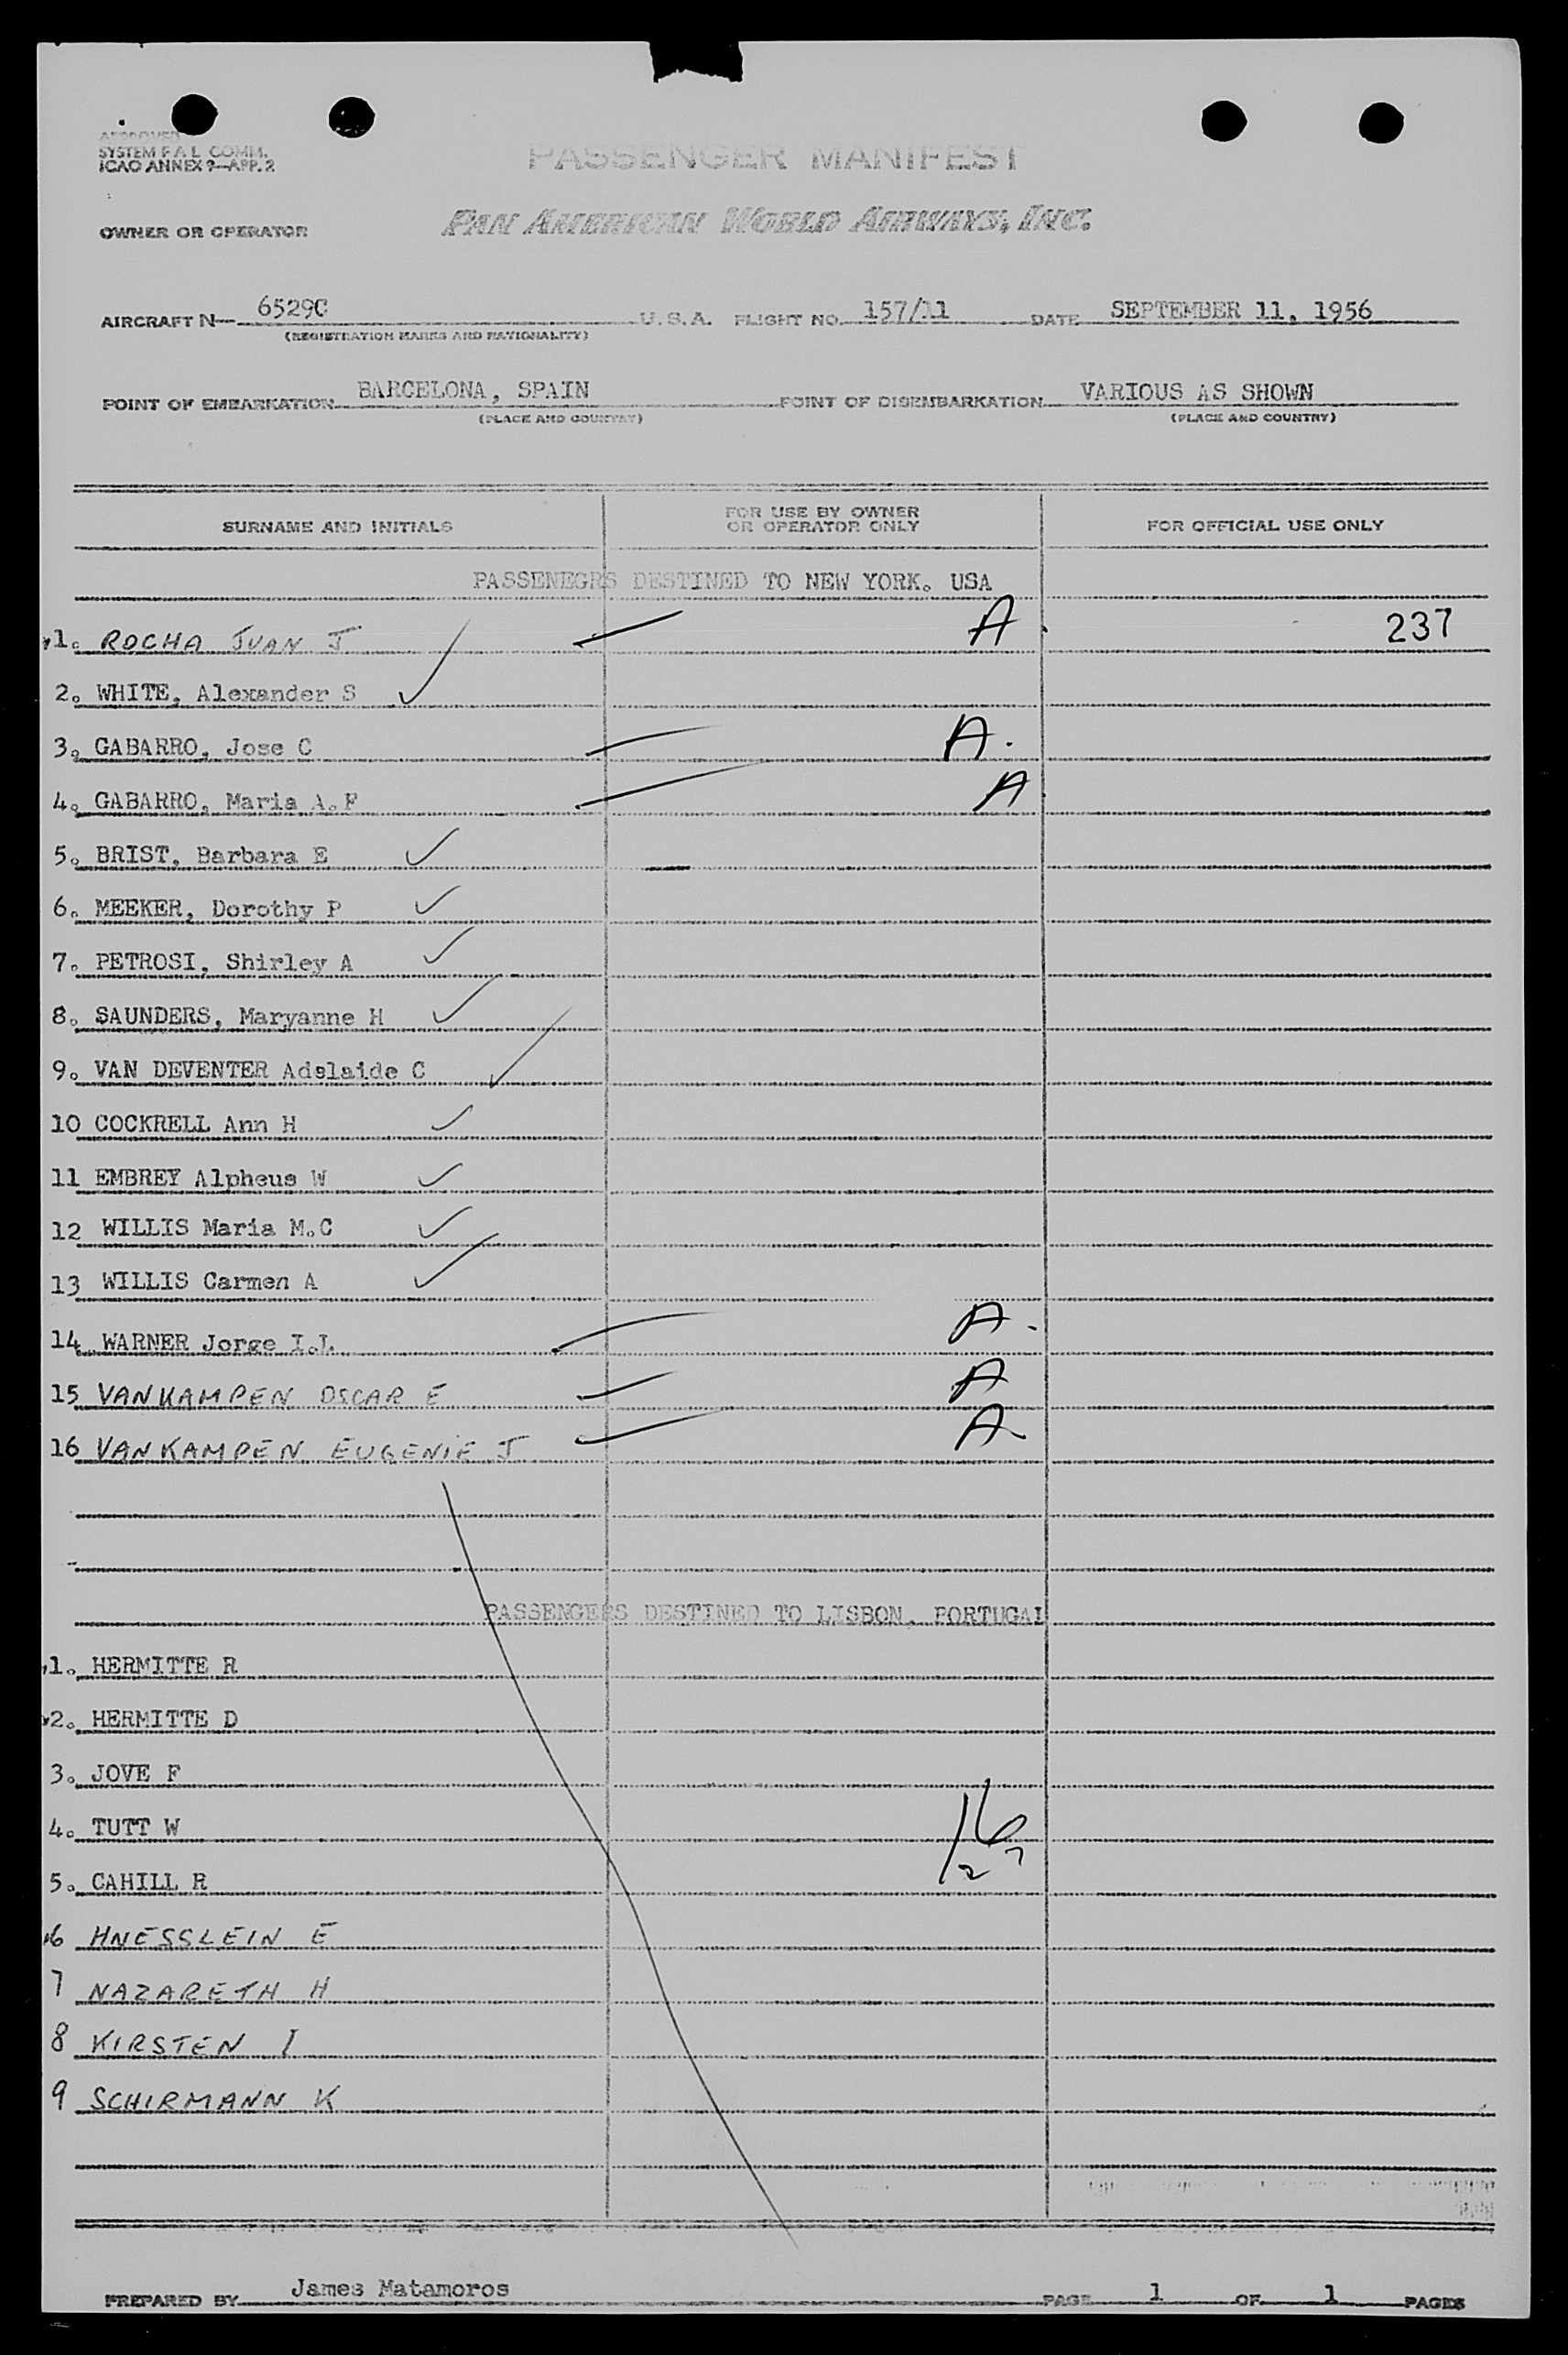 APPROVED
SYSTEM F.A.L. COMM.
ICAO ANNEX 9—APP. 2
PASSENGER MANIFEST
OWNER OR OPERATOR PAN AMERICAN WORLD AIRWAYS, INC.
AIRCRAFT N— 6529C U.S.A. FLIGHT NO. 157/11 DATE SEPTEMBER 11, 1956
(REGISTRATION MARKS AND NATIONALITY)
POINT OF EMBARKATION BARCELONA, SPAIN POINT OF DISEMBARKATION VARIOUS AS SHOWN
(PLACE AND COUNTRY) (PLACE AND COUNTRY)
SURNAME AND INITIALS FOR USE BY OWNER OR OPERATOR ONLY FOR OFFICIAL USE ONLY
PASSENEGRS DESTINED TO NEW YORK. USA
1. ROCHA JUAN J A 237
2. WHITE, Alexander S
3. GABARRO, Jose C A.
4. GABARRO, Maria A.F A
5. BRIST, Barbara E
6. MEEKER, Dorothy P
7. PETROSI, Shirley A
8. SAUNDERS, Maryanne H
9. VAN DEVENTER Adelaide C
10 COCKRELL Ann H
11 EMBREY Alpheus W
12 WILLIS Maria M.C
13 WILLIS Carmen A
14 WARNER Jorge I.J. A.
15 VANKAMPEN OSCAR E A
16 VANKAMPEN EUGENIE J A
PASSENGERS DESTINED TO LISBON, PORTUGAL
1. HERMITTE R
2. HERMITTE D
3. JOVE F
4. TUTT W 16
5. CAHILL R 27
6 HNESSLEIN E
7 NAZARETH H
8 KIRSTEN I
9 SCHIRMANN K
PREPARED BY James Matamoros PAGE 1 OF 1 PAGES